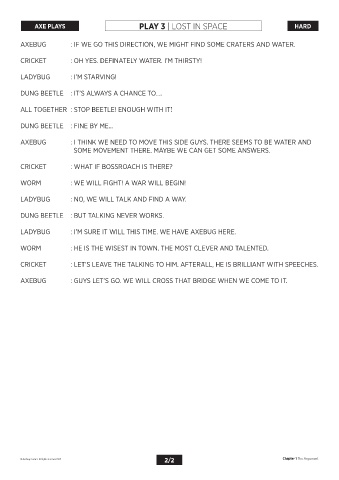 AXE PLAYS
PLAY 3 | LOST IN SPACE
HARD
AXEBUG : IF WE GO THIS DIRECTION, WE MIGHT FIND SOME CRATERS AND WATER.
CRICKET : OH YES. DEFINATELY WATER. I'M THIRSTY!
LADYBUG : I'M STARVING!
DUNG BEETLE : IT'S ALWAYS A CHANCE TO...
ALL TOGETHER : STOP BEETLE! ENOUGH WITH IT!
DUNG BEETLE : FINE BY ME...
AXEBUG : I THINK WE NEED TO MOVE THIS SIDE GUYS. THERE SEEMS TO BE WATER AND
SOME MOVEMENT THERE. MAYBE WE CAN GET SOME ANSWERS.
CRICKET : WHAT IF BOSSROACH IS THERE?
WORM : WE WILL FIGHT! A WAR WILL BEGIN!
LADYBUG : NO, WE WILL TALK AND FIND A WAY.
DUNG BEETLE : BUT TALKING NEVER WORKS.
LADYBUG : I'M SURE IT WILL THIS TIME. WE HAVE AXEBUG HERE.
WORM : HE IS THE WISEST IN TOWN. THE MOST CLEVER AND TALENTED.
CRICKET : LET'S LEAVE THE TALKING TO HIM. AFTERALL, HE IS BRILLIANT WITH SPEECHES.
AXEBUG : GUYS LET'S GO. WE WILL CROSS THAT BRIDGE WHEN WE COME TO IT.
2/2